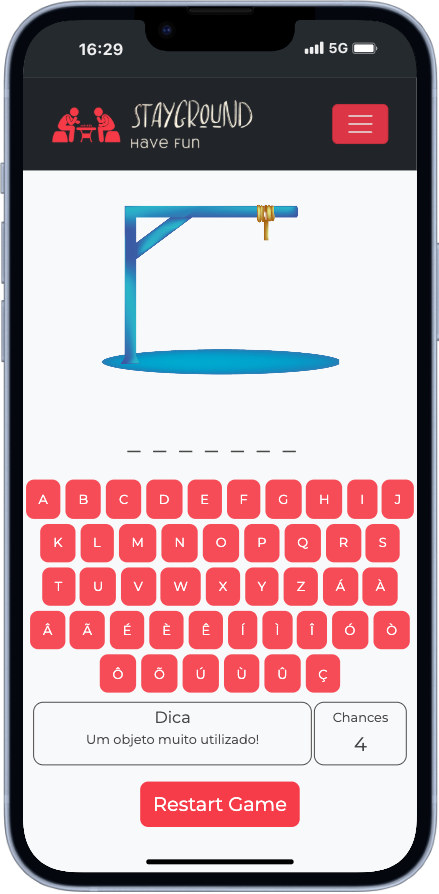 16:29 5G
STAYGROUND
Have Fun
_ _ _ _ _ _ _
A B C D E F G H I J
K L M N O P Q R S
T U V W X Y Z Á À
Â Ã É È Ê Í Ì Î Ó Ò
Ô Õ Ú Ù Û Ç
Dica
Um objeto muito utilizado!
Chances
4
Restart Game